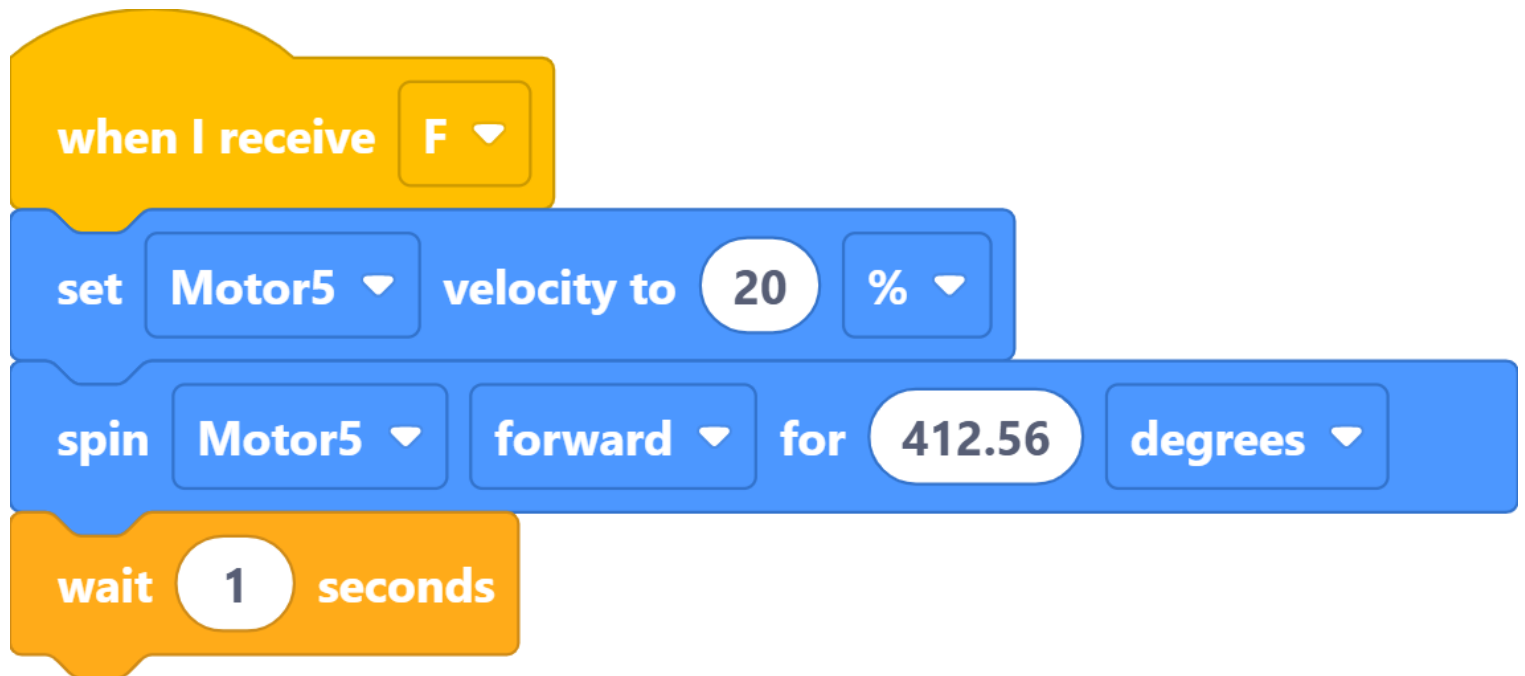 when I receive F
set Motor5 velocity to 20 %
spin Motor5 forward for 412.56 degrees
wait 1 seconds